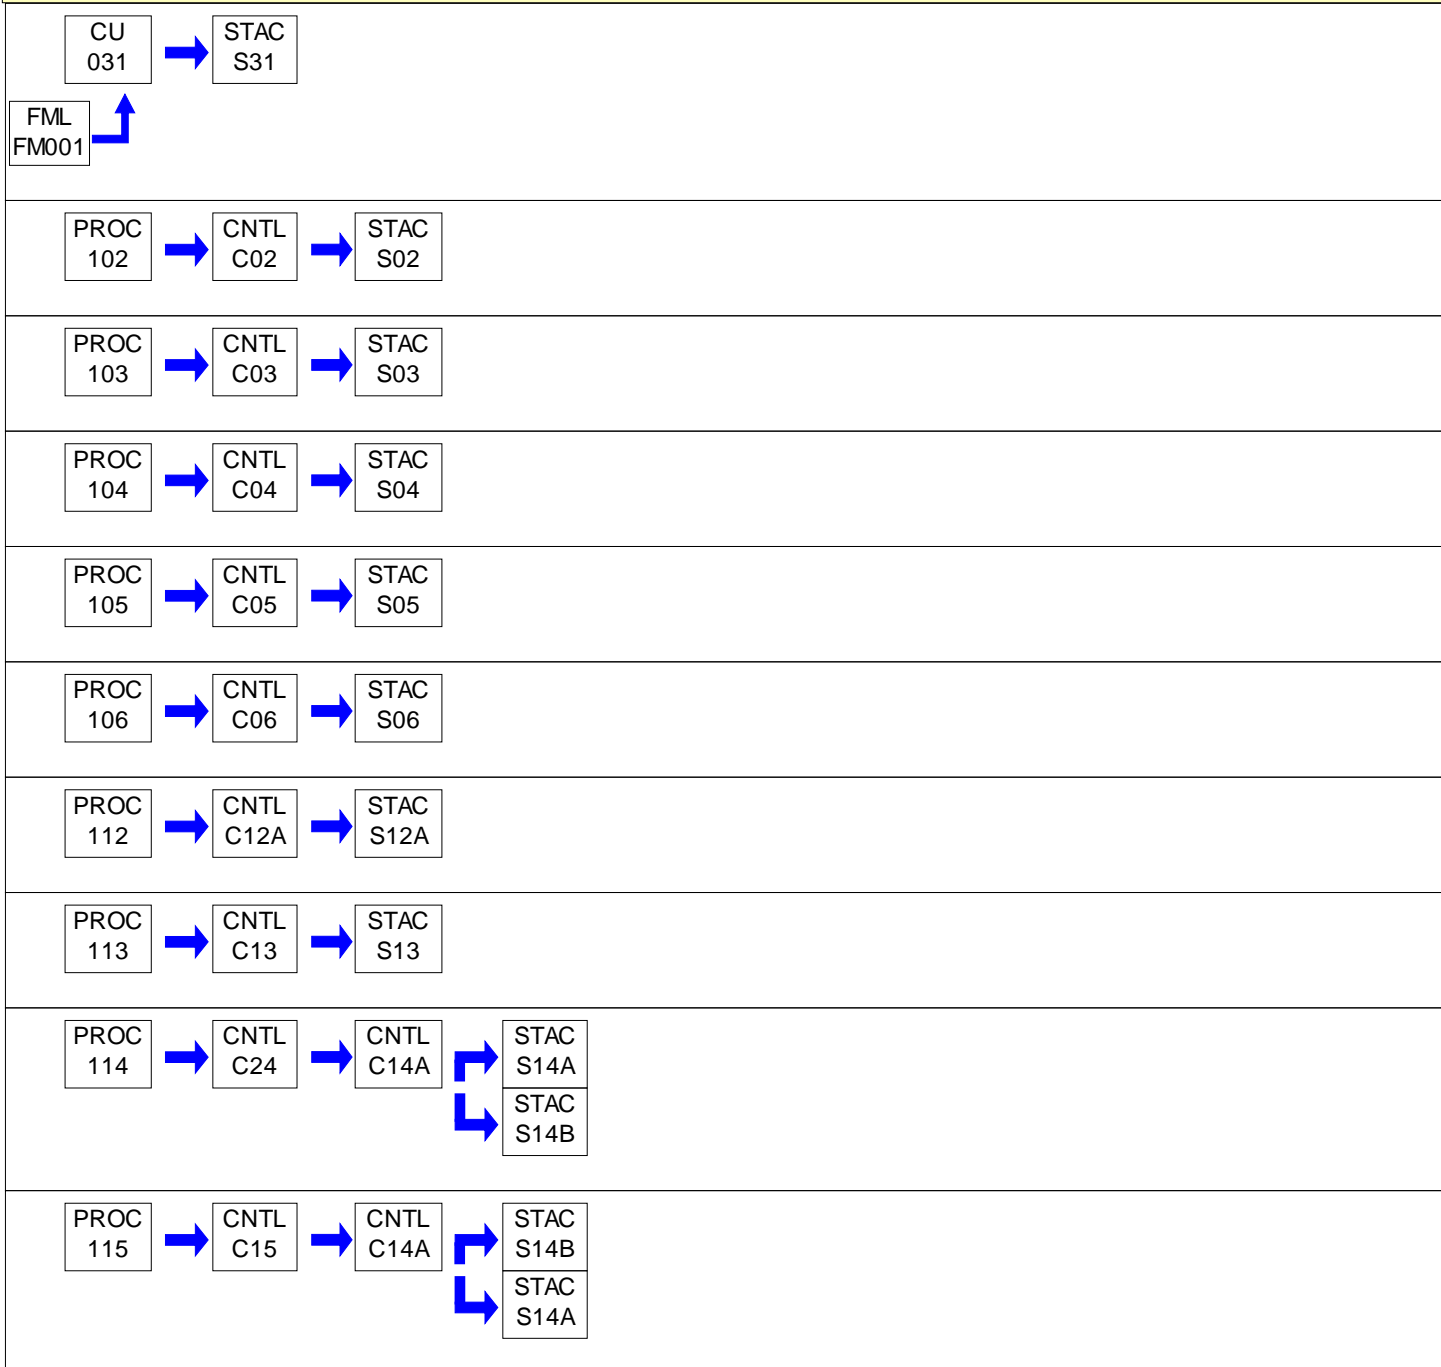 CU
031
STAC
S31
FML
FM001
PROC
102
CNTL
C02
STAC
S02
PROC
103
CNTL
C03
STAC
S03
PROC
104
CNTL
C04
STAC
S04
PROC
105
CNTL
C05
STAC
S05
PROC
106
CNTL
C06
STAC
S06
PROC
112
CNTL
C12A
STAC
S12A
PROC
113
CNTL
C13
STAC
S13
PROC
114
CNTL
C24
CNTL
C14A
STAC
S14A
STAC
S14B
PROC
115
CNTL
C15
CNTL
C14A
STAC
S14B
STAC
S14A